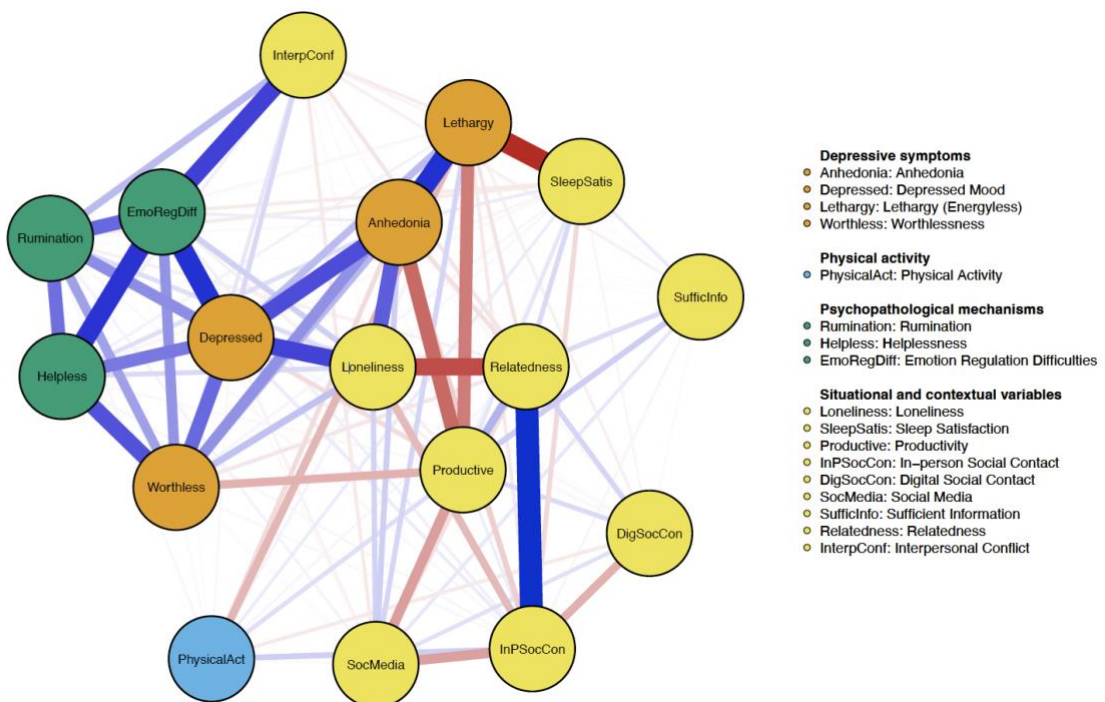 InterpConf
Lethargy
SleepSatis
EmoRegDiff
Anhedonia
Rumination
SufficInfo
Depressed
Helpless
Loneliness
Relatedness
Productive
Worthless
DigSocCon
PhysicalAct
SocMedia
InPSocCon
Depressive symptoms
Anhedonia: Anhedonia
Depressed: Depressed Mood
Lethargy: Lethargy (Energyless)
Worthless: Worthlessness
Physical activity
PhysicalAct: Physical Activity
Psychopathological mechanisms
Rumination: Rumination
Helpless: Helplessness
EmoRegDiff: Emotion Regulation Difficulties
Situational and contextual variables
Loneliness: Loneliness
SleepSatis: Sleep Satisfaction
Productive: Productivity
InPSocCon: In−person Social Contact
DigSocCon: Digital Social Contact
SocMedia: Social Media
SufficInfo: Sufficient Information
Relatedness: Relatedness
InterpConf: Interpersonal Conflict